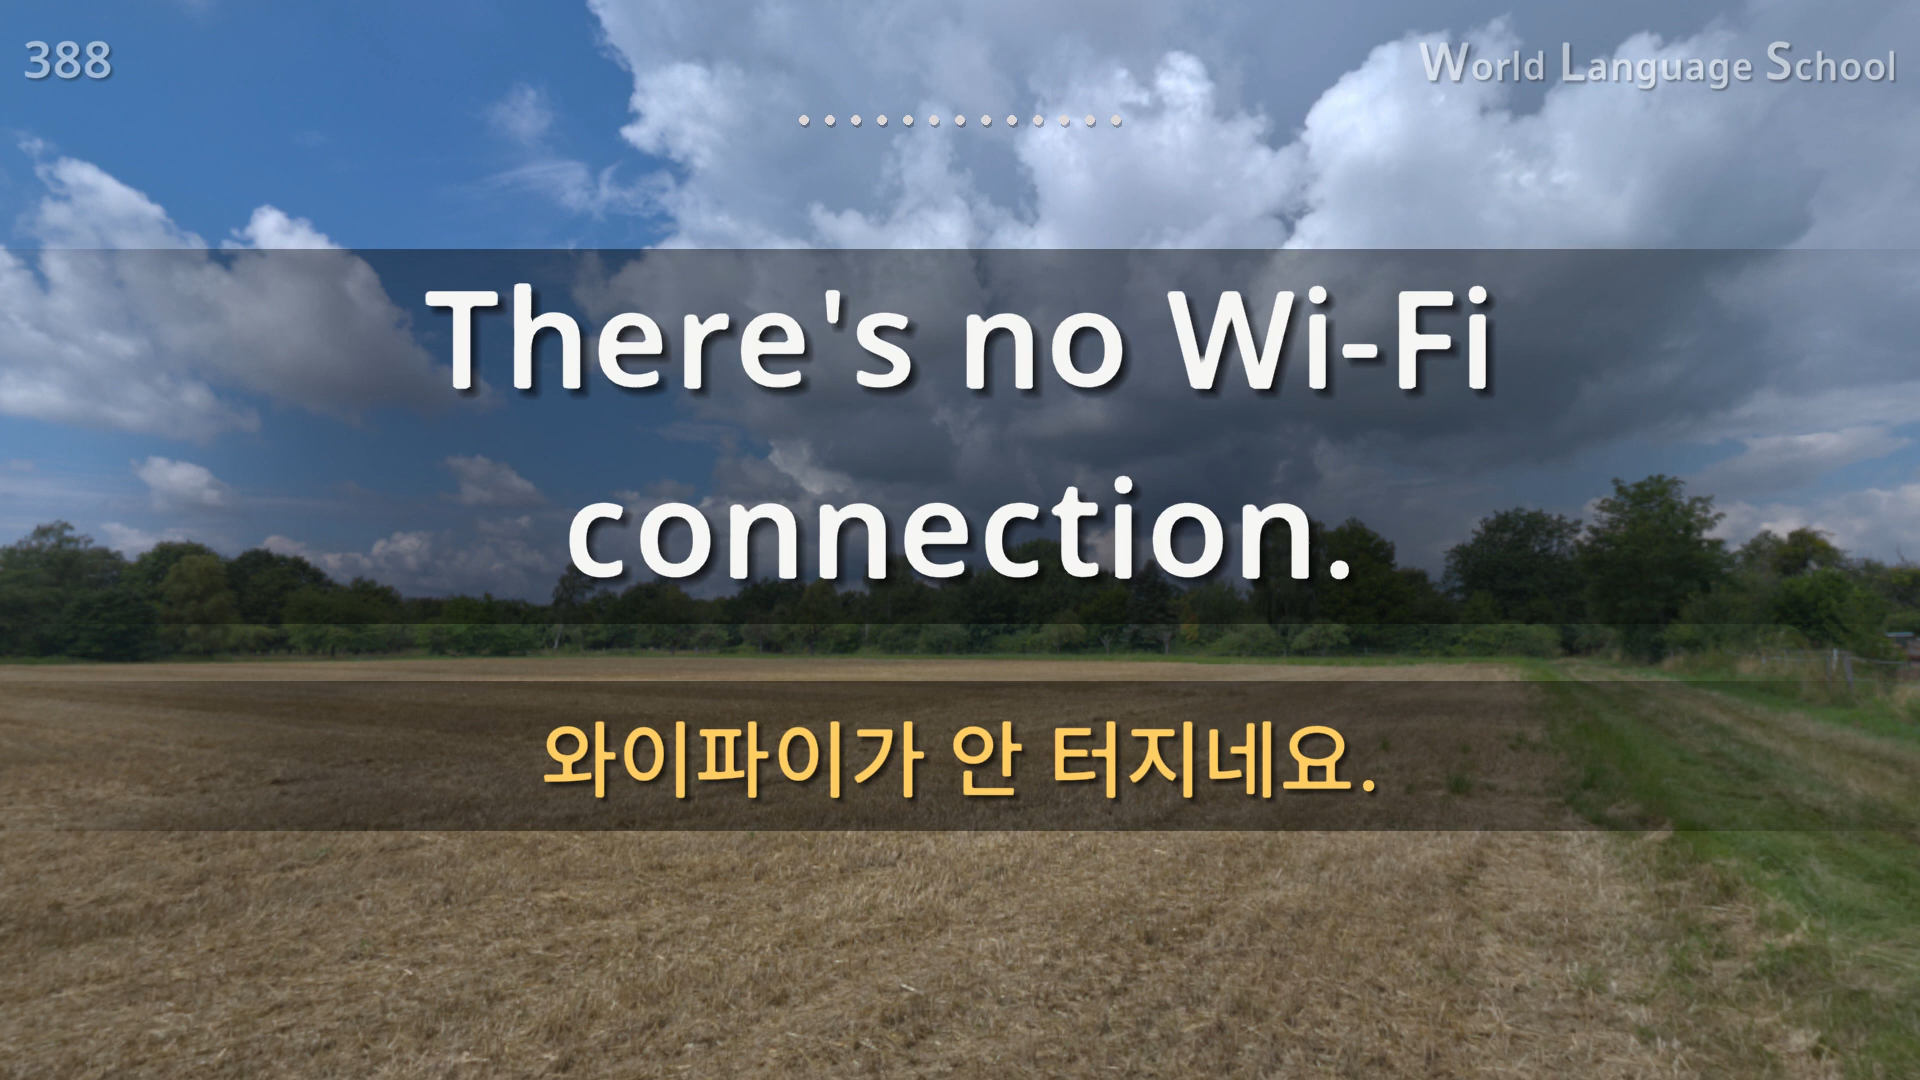 388
World Language School
There's no Wi-Fi
connection.
와이파이가 안 터지네요.